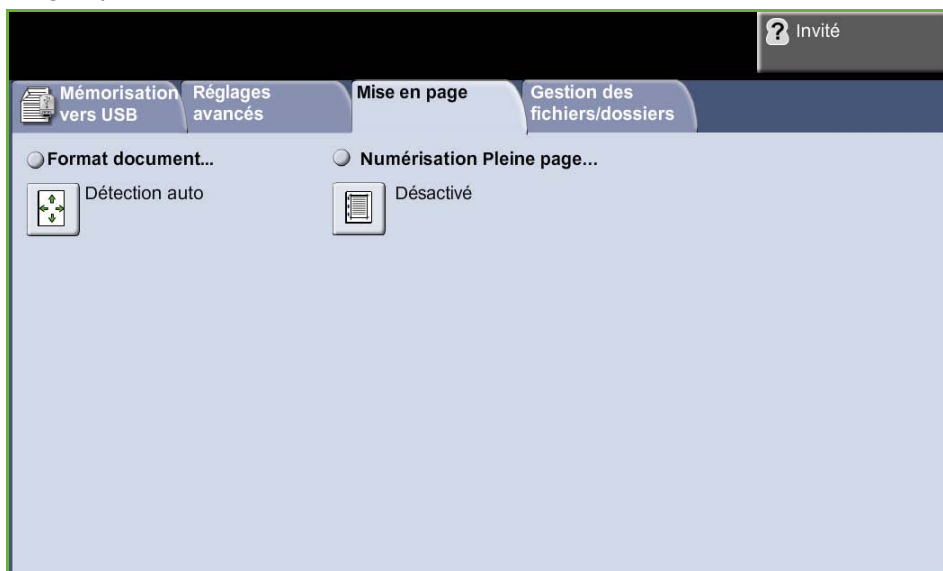 Invité
Mémorisation
vers USB
Réglages
avancés
Mise en page
Gestion des
fichiers/dossiers
Format document...
Détection auto
Numérisation Pleine page...
Désactivé